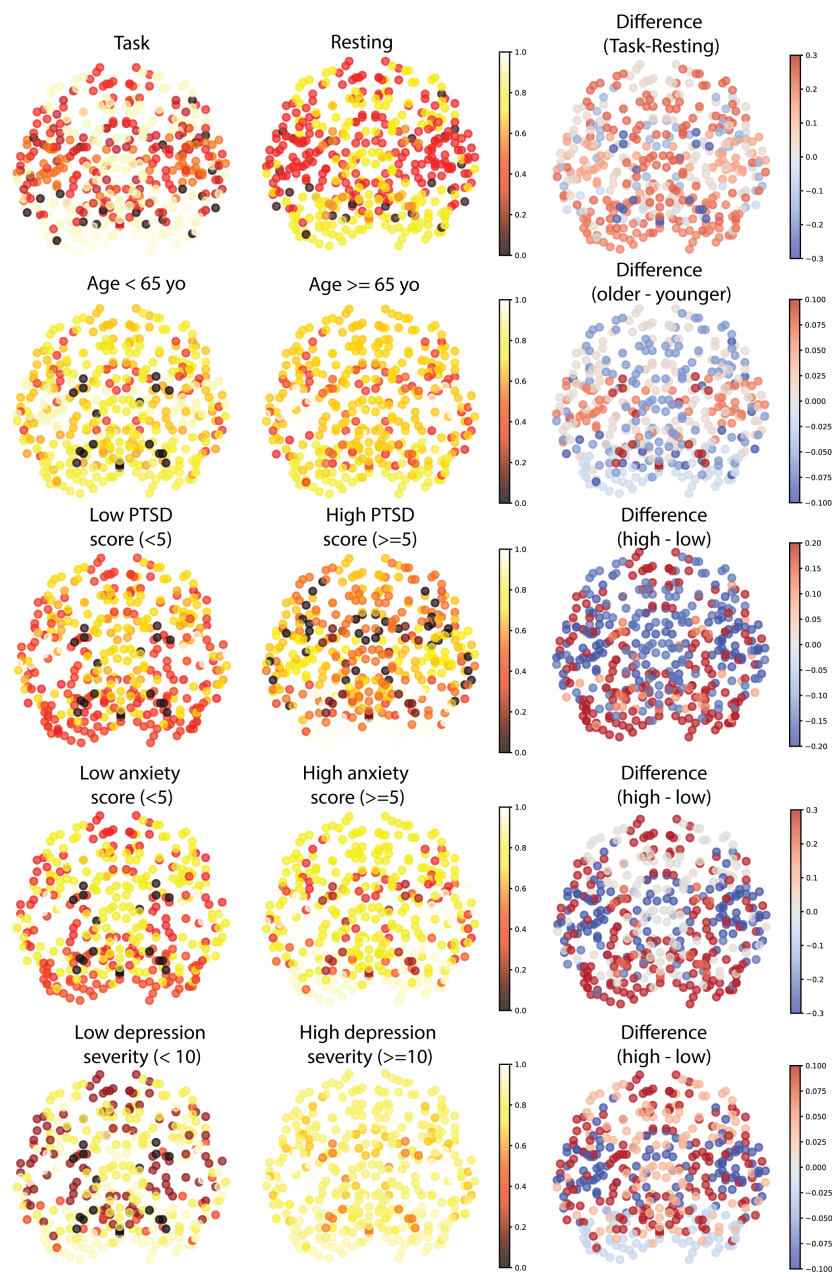 Task
Resting
Difference
(Task-Resting)
1.0
0.8
0.6
0.4
0.2
0.0
0.3
0.2
0.1
0.0
−0.1
−0.2
−0.3
Age < 65 yo
Age >= 65 yo
Difference
(older - younger)
1.0
0.8
0.6
0.4
0.2
0.0
0.100
0.075
0.050
0.025
0.000
−0.025
−0.050
−0.075
−0.100
Low PTSD
score (<5)
High PTSD
score (>=5)
Difference
(high - low)
1.0
0.8
0.6
0.4
0.2
0.0
0.20
0.15
0.10
0.05
0.00
−0.05
−0.10
−0.15
−0.20
Low anxiety
score (<5)
High anxiety
score (>=5)
Difference
(high - low)
1.0
0.8
0.6
0.4
0.2
0.0
0.3
0.2
0.1
0.0
−0.1
−0.2
−0.3
Low depression
severity (< 10)
High depression
severity (>=10)
Difference
(high - low)
1.0
0.8
0.6
0.4
0.2
0.0
0.100
0.075
0.050
0.025
0.000
−0.025
−0.050
−0.075
−0.100